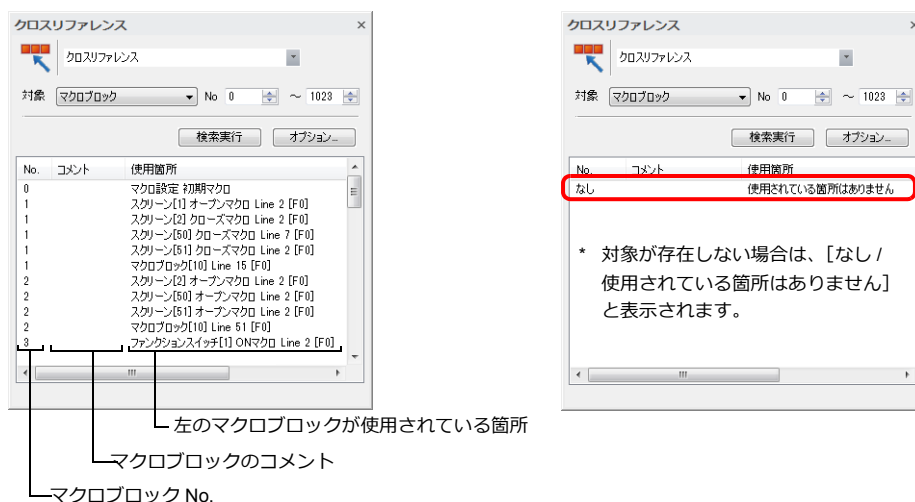 クロスリファレンス ×
クロスリファレンス
対象 マクロブロック No 0 ~ 1023
検索実行 オプション...
No. コメント 使用箇所
0 マクロ設定 初期マクロ
1 スクリーン[1] オープンマクロ Line 2 [F0]
1 スクリーン[2] クローズマクロ Line 2 [F0]
1 スクリーン[50] クローズマクロ Line 7 [F0]
1 スクリーン[51] クローズマクロ Line 2 [F0]
1 マクロブロック[10] Line 15 [F0]
2 スクリーン[2] オープンマクロ Line 2 [F0]
2 スクリーン[50] オープンマクロ Line 2 [F0]
2 スクリーン[51] オープンマクロ Line 2 [F0]
2 マクロブロック[10] Line 51 [F0]
3 ファンクションスイッチ[1] ONマクロ Line 2 [F0]
左のマクロブロックが使用されている箇所
マクロブロックのコメント
マクロブロック No.
クロスリファレンス ×
クロスリファレンス
対象 マクロブロック No 0 ~ 1023
検索実行 オプション...
No. コメント 使用箇所
なし 使用されている箇所はありません
* 対象が存在しない場合は、［なし /
使用されている箇所はありません］
と表示されます。